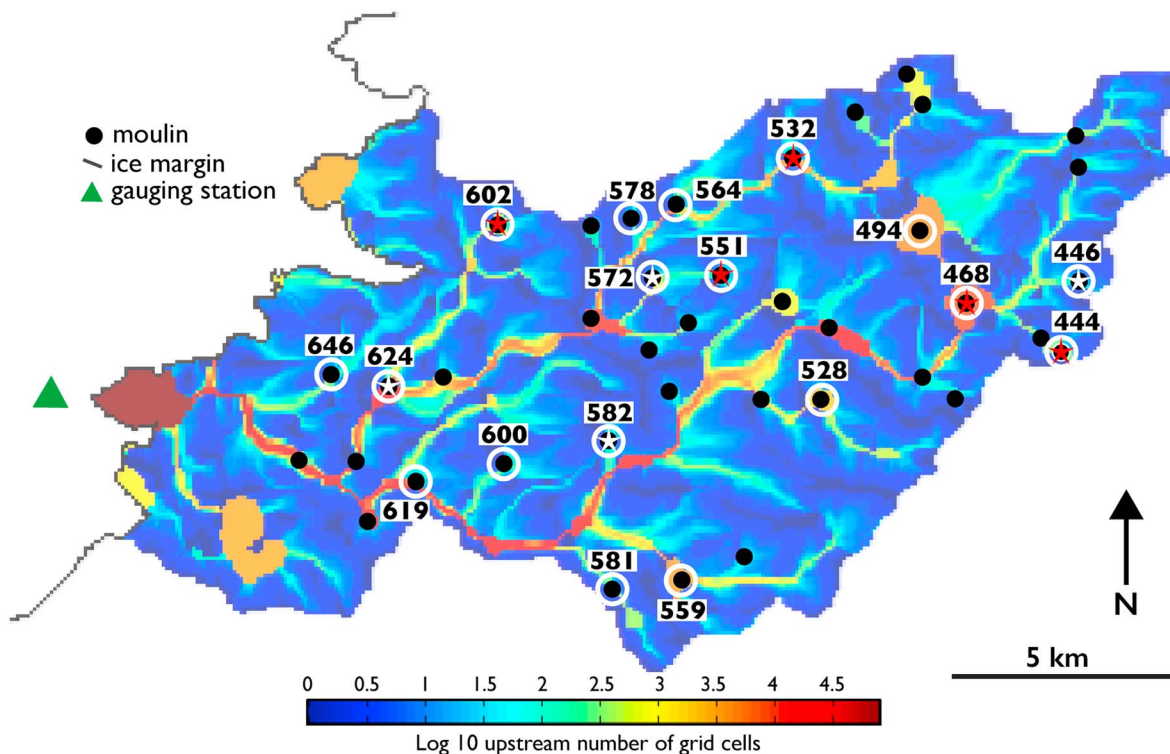 moulin
ice margin
gauging station
532
602
578
564
494
551
446
572
468
444
646
624
528
582
600
619
581
559
N
5 km
0 0.5 1 1.5 2 2.5 3 3.5 4 4.5
Log 10 upstream number of grid cells